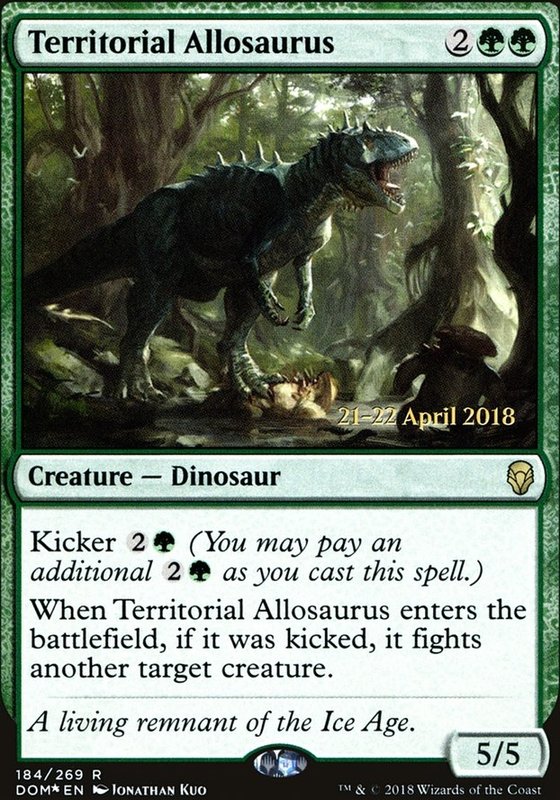 Territorial Allosaurus 2
21–22 April 2018
Creature — Dinosaur
Kicker 2 (You may pay an
additional 2 as you cast this spell.)
When Territorial Allosaurus enters the
battlefield, if it was kicked, it fights
another target creature.
A living remnant of the Ice Age.
5/5
184/269 R
DOM★EN Jonathan Kuo
™ & © 2018 Wizards of the Coast